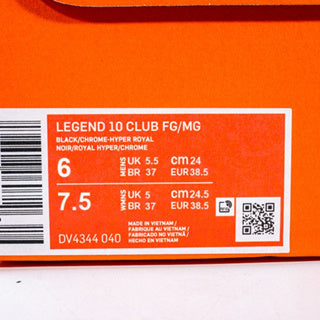 LEGEND 10 CLUB FG/MG
BLACK/CHROME-HYPER ROYAL
NOIR/ROYAL HYPER/CHROME
6 MENS UK 5.5 cm 24
BR 37 EUR 38.5
7.5 WMNS UK 5 cm 24.5
BR 37 EUR 38.5
MADE IN VIETNAM /
FABRIQUE AU VIETNAM /
FABRICADO NO VIETNÃ /
HECHO EN VIETNAM
DV4344 040